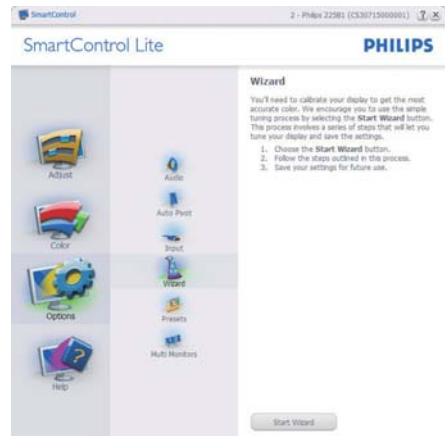 SmartControl
2 - Philips 225B1 (CS30715000001)
SmartControl Lite
PHILIPS
Adjust
Color
Options
Help
Audio
Auto Pivot
Input
Wizard
Presets
Multi Monitors
Wizard
You'll need to calibrate your display to get the most
accurate color. We encourage you to use the simple
tuning process by selecting the Start Wizard button.
This process involves a series of steps that will let you
tune your display and save the settings.
1. Choose the Start Wizard button.
2. Follow the steps outlined in this process.
3. Save your settings for future use.
Start Wizard